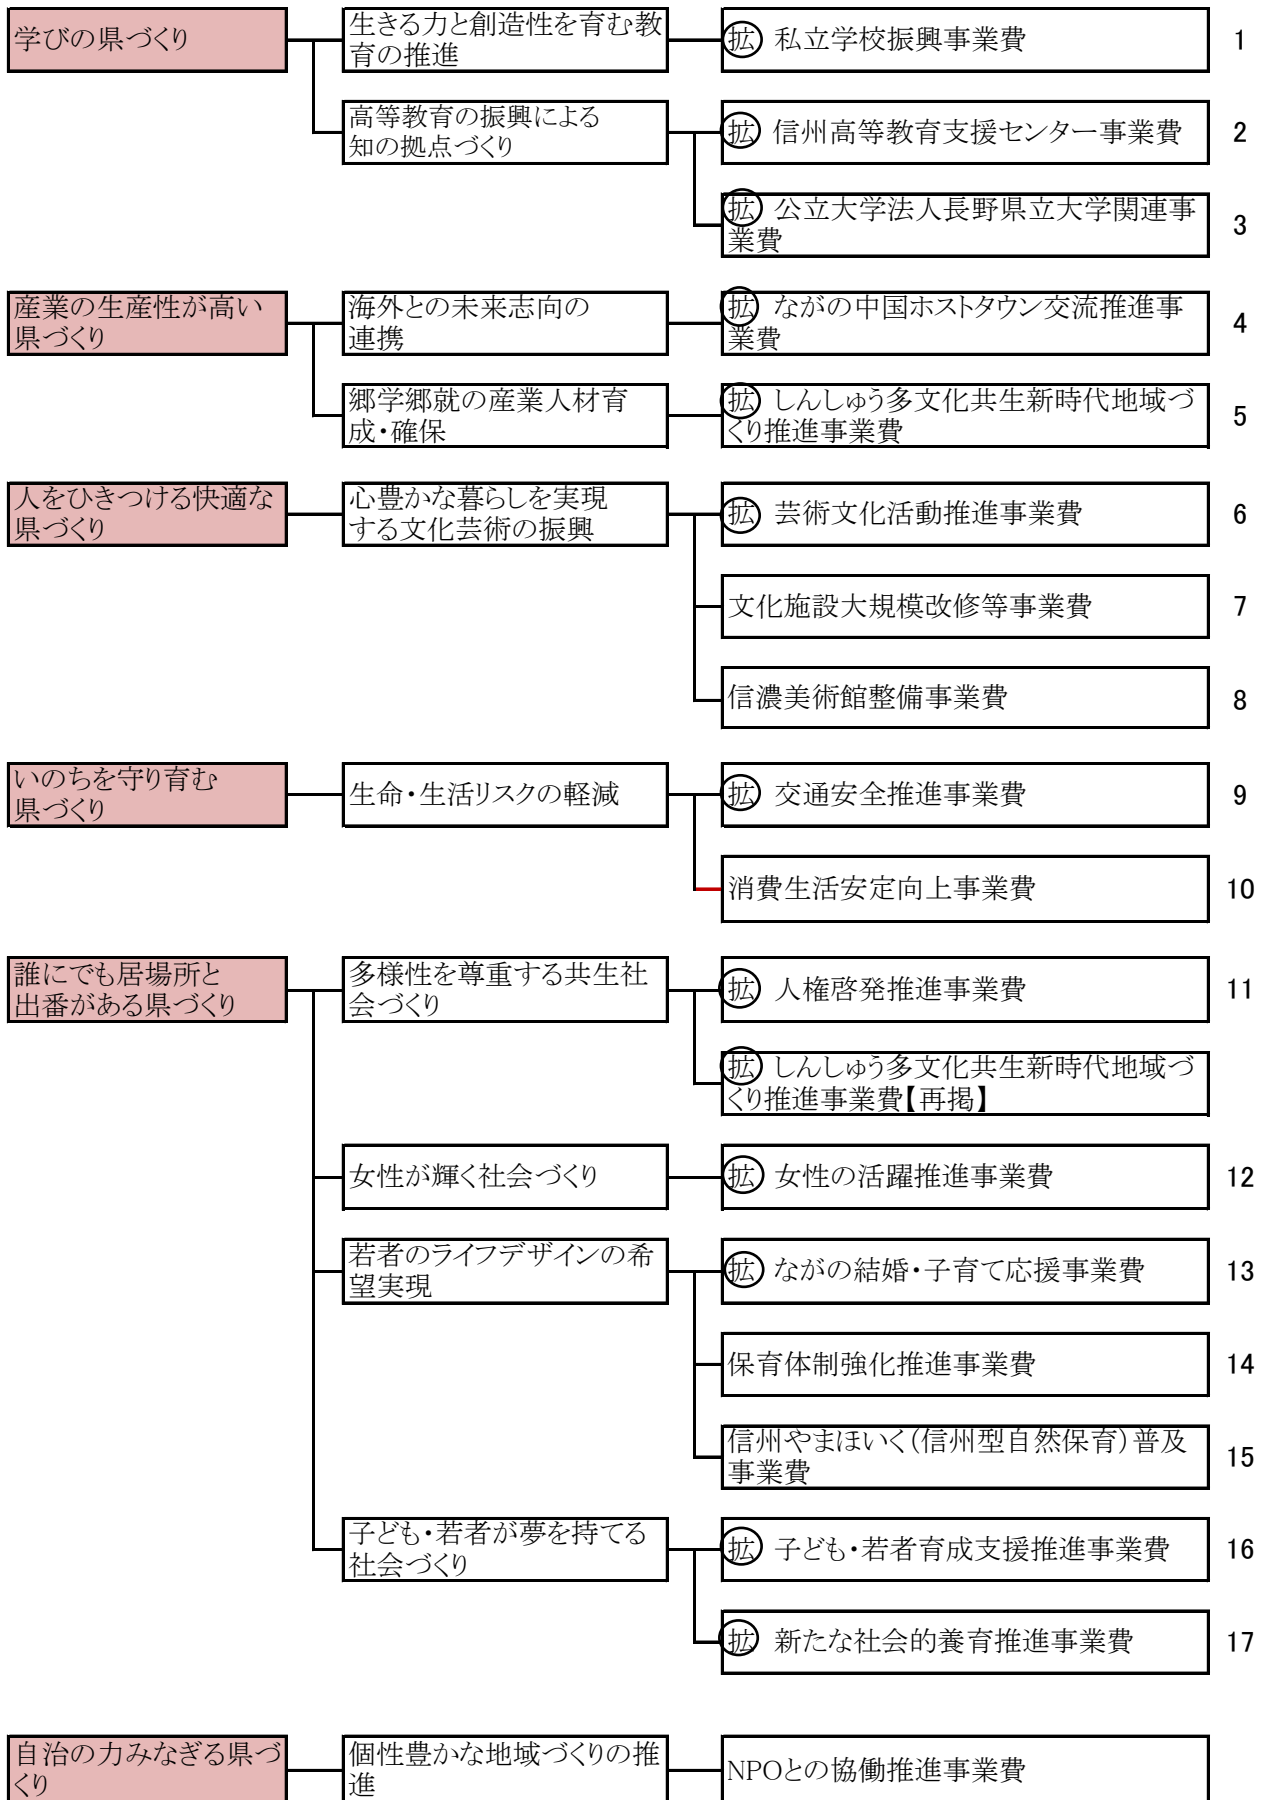 学びの県づくり
生きる力と創造性を育む教
育の推進
拡 私立学校振興事業費
1
高等教育の振興による
知の拠点づくり
拡 信州高等教育支援センター事業費
2
拡 公立大学法人長野県立大学関連事
業費
3
産業の生産性が高い
県づくり
海外との未来志向の
連携
拡 ながの中国ホストタウン交流推進事
業費
4
郷学郷就の産業人材育
成・確保
拡 しんしゅう多文化共生新時代地域づ
くり推進事業費
5
人をひきつける快適な
県づくり
心豊かな暮らしを実現
する文化芸術の振興
拡 芸術文化活動推進事業費
6
文化施設大規模改修等事業費
7
信濃美術館整備事業費
8
いのちを守り育む
県づくり
生命・生活リスクの軽減
拡 交通安全推進事業費
9
消費生活安定向上事業費
10
誰にでも居場所と
出番がある県づくり
多様性を尊重する共生社
会づくり
拡 人権啓発推進事業費
11
拡 しんしゅう多文化共生新時代地域づ
くり推進事業費【再掲】
女性が輝く社会づくり
拡 女性の活躍推進事業費
12
若者のライフデザインの希
望実現
拡 ながの結婚・子育て応援事業費
13
保育体制強化推進事業費
14
信州やまほいく(信州型自然保育)普及
事業費
15
子ども・若者が夢を持てる
社会づくり
拡 子ども・若者育成支援推進事業費
16
拡 新たな社会的養育推進事業費
17
自治の力みなぎる県づ
くり
個性豊かな地域づくりの推
進
NPOとの協働推進事業費